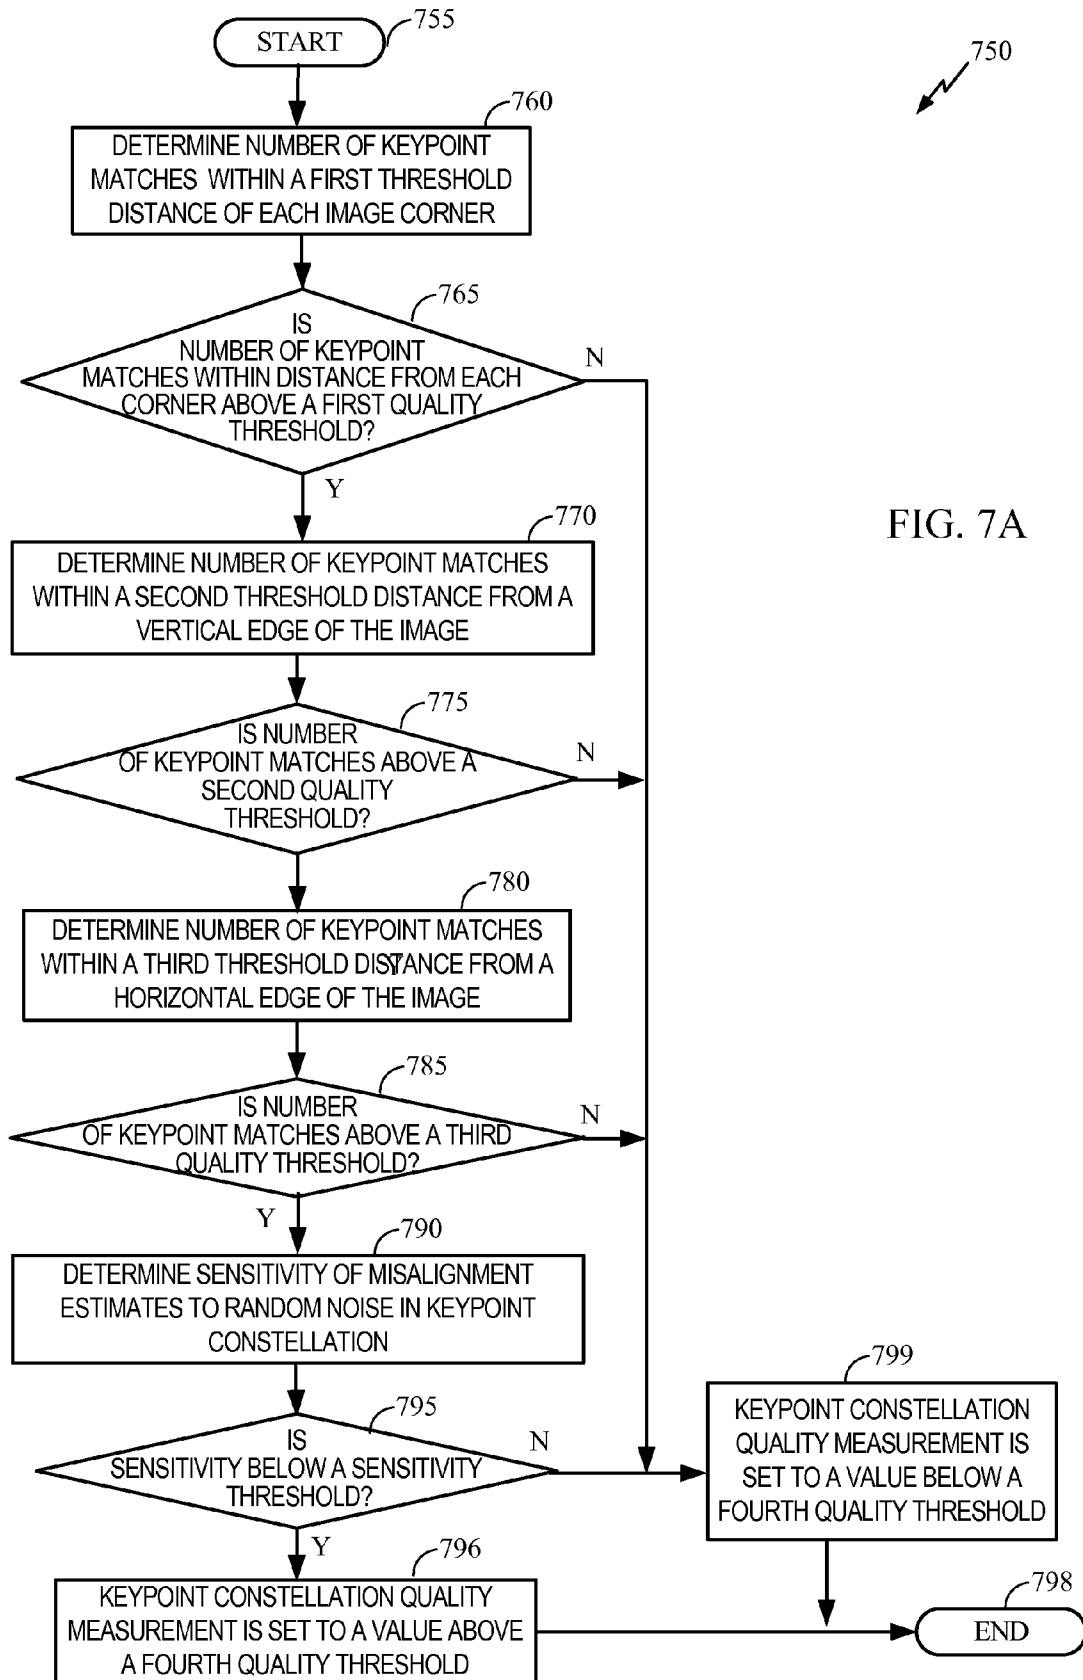 START
755
750
760
DETERMINE NUMBER OF KEYPOINT
MATCHES WITHIN A FIRST THRESHOLD
DISTANCE OF EACH IMAGE CORNER
765
IS
NUMBER OF KEYPOINT
MATCHES WITHIN DISTANCE FROM EACH
CORNER ABOVE A FIRST QUALITY
THRESHOLD?
N
Y
770
FIG. 7A
DETERMINE NUMBER OF KEYPOINT MATCHES
WITHIN A SECOND THRESHOLD DISTANCE FROM A
VERTICAL EDGE OF THE IMAGE
775
IS NUMBER
OF KEYPOINT MATCHES ABOVE A
SECOND QUALITY
THRESHOLD?
N
780
DETERMINE NUMBER OF KEYPOINT MATCHES
WITHIN A THIRD THRESHOLD DISTANCE FROM A
Y
HORIZONTAL EDGE OF THE IMAGE
785
IS NUMBER
OF KEYPOINT MATCHES ABOVE A THIRD
QUALITY THRESHOLD?
N
Y
790
DETERMINE SENSITIVITY OF MISALIGNMENT
ESTIMATES TO RANDOM NOISE IN KEYPOINT
CONSTELLATION
795
IS
SENSITIVITY BELOW A SENSITIVITY
THRESHOLD?
N
799
KEYPOINT CONSTELLATION
QUALITY MEASUREMENT IS
SET TO A VALUE BELOW A
FOURTH QUALITY THRESHOLD
Y
796
KEYPOINT CONSTELLATION QUALITY
MEASUREMENT IS SET TO A VALUE ABOVE
A FOURTH QUALITY THRESHOLD
798
END